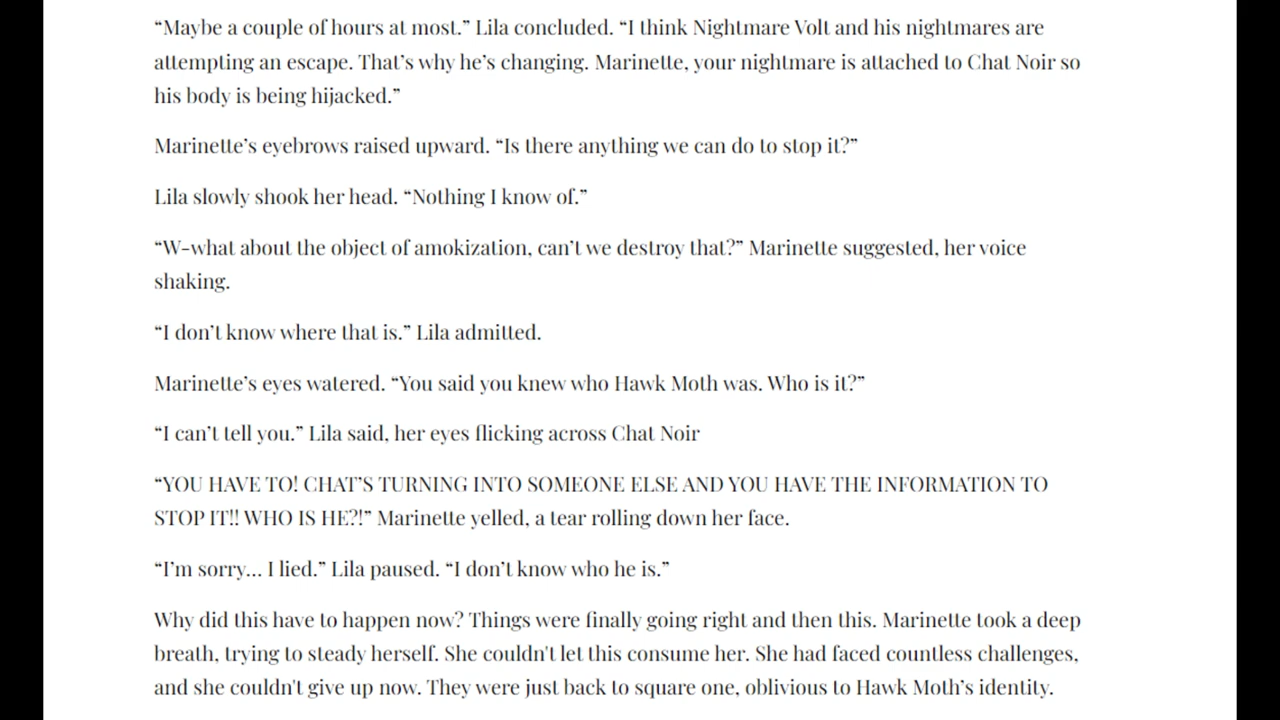 “Maybe a couple of hours at most.” Lila concluded. “I think Nightmare Volt and his nightmares are
attempting an escape. That’s why he’s changing. Marinette, your nightmare is attached to Chat Noir so
his body is being hijacked.”
Marinette’s eyebrows raised upward. “Is there anything we can do to stop it?”
Lila slowly shook her head. “Nothing I know of.”
“W-what about the object of amokization, can’t we destroy that?” Marinette suggested, her voice
shaking.
“I don’t know where that is.” Lila admitted.
Marinette’s eyes watered. “You said you knew who Hawk Moth was. Who is it?”
“I can’t tell you.” Lila said, her eyes flicking across Chat Noir
“YOU HAVE TO! CHAT’S TURNING INTO SOMEONE ELSE AND YOU HAVE THE INFORMATION TO
STOP IT!! WHO IS HE?!” Marinette yelled, a tear rolling down her face.
“I’m sorry… I lied.” Lila paused. “I don’t know who he is.”
Why did this have to happen now? Things were finally going right and then this. Marinette took a deep
breath, trying to steady herself. She couldn't let this consume her. She had faced countless challenges,
and she couldn't give up now. They were just back to square one, oblivious to Hawk Moth’s identity.